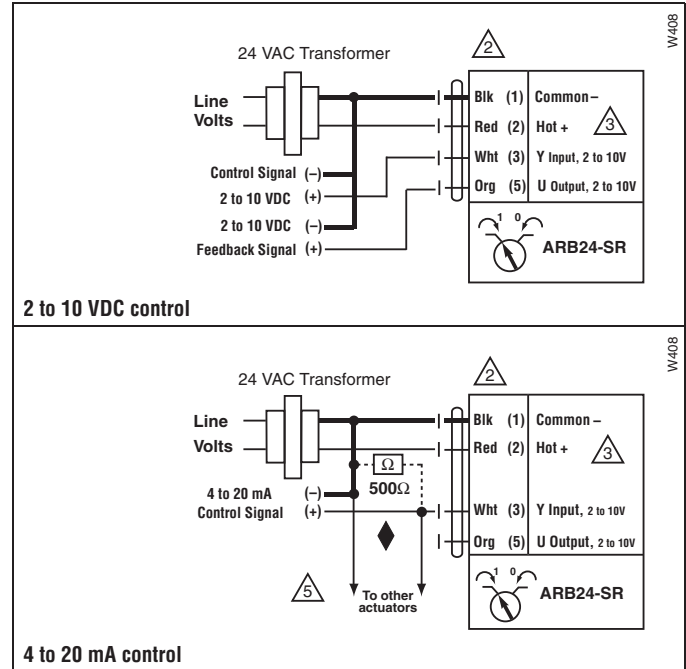 W408
24 VAC Transformer
2
Line
Volts
Blk (1) Common –
Red (2) Hot +
3
Wht (3) Y Input, 2 to 10V
Org (5) U Output, 2 to 10V
Control Signal (–)
2 to 10 VDC (+)
2 to 10 VDC (–)
Feedback Signal (+)
1 0
ARB24-SR
2 to 10 VDC control
W408
24 VAC Transformer
2
Line
Volts
Blk (1) Common –
Red (2) Hot +
3
Ω
500Ω
4 to 20 mA (–)
Control Signal (+)
Wht (3) Y Input, 2 to 10V
Org (5) U Output, 2 to 10V
5
To other
actuators
1 0
ARB24-SR
4 to 20 mA control